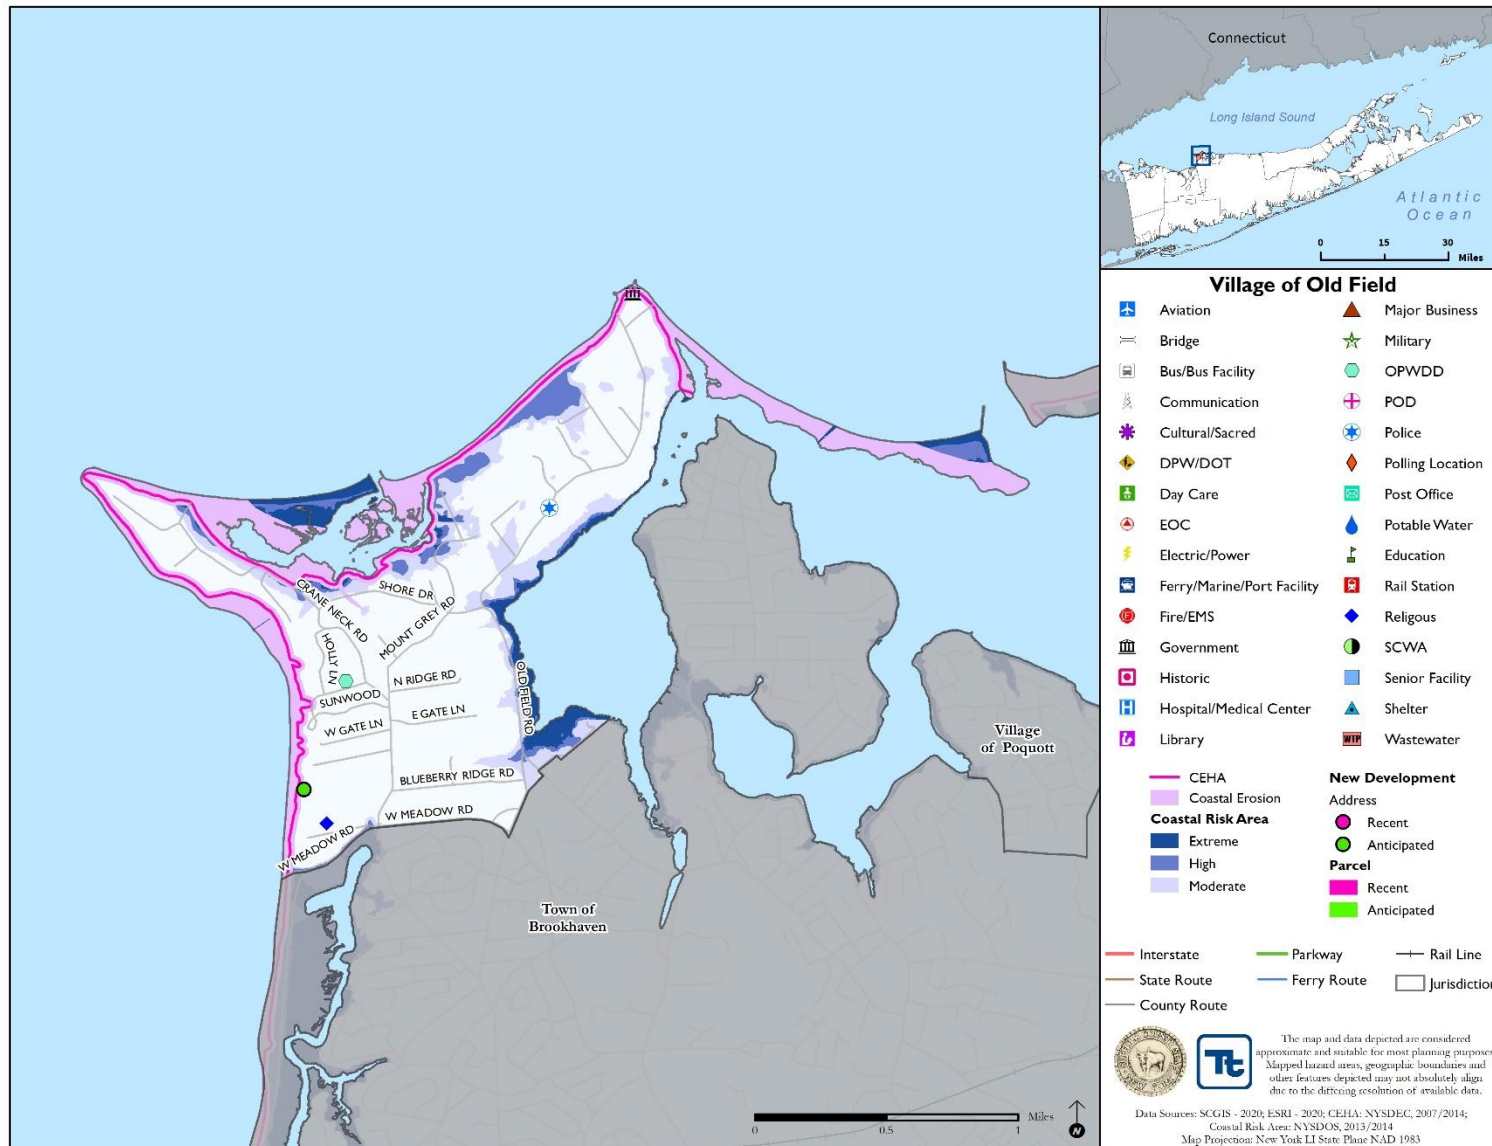 Connecticut
Long Island Sound
Atlantic
Ocean
0 15 30
Miles
Village of Old Field
Aviation
Bridge
Bus/Bus Facility
Communication
Cultural/Sacred
DPW/DOT
Day Care
EOC
Electric/Power
Ferry/Marine/Port Facility
Fire/EMS
Government
Historic
Hospital/Medical Center
Library
Major Business
Military
OPWDD
POD
Police
Polling Location
Post Office
Potable Water
Education
Rail Station
Religous
SCWA
Senior Facility
Shelter
WTP Wastewater
CEHA
Coastal Erosion
Coastal Risk Area
Extreme
High
Moderate
New Development
Address
Recent
Anticipated
Parcel
Recent
Anticipated
Interstate
State Route
County Route
Parkway
Ferry Route
Rail Line
Jurisdiction
Tt
The map and data depicted are considered
approximate and suitable for most planning purposes
Mapped hazard areas, geographic boundaries and
other features depicted may not absolutely align
due to the differing resolution of available data.
Data Sources: SCGIS - 2020; ESRI - 2020; CEHA: NYSDEC, 2007/2014;
Coastal Risk Area: NYSDOS, 2013/2014
Map Projection: New York LI State Plane NAD 1983
CRANE NECK RD
SHORE DR
MOUNT GREY RD
HOLLY LN
SUNWOOD
N RIDGE RD
W GATE LN
E GATE LN
OLD FIELD RD
BLUEBERRY RIDGE RD
W MEADOW RD
W MEADOW RD
Village
of Poquott
Town of
Brookhaven
0 0.5 1
Miles
N